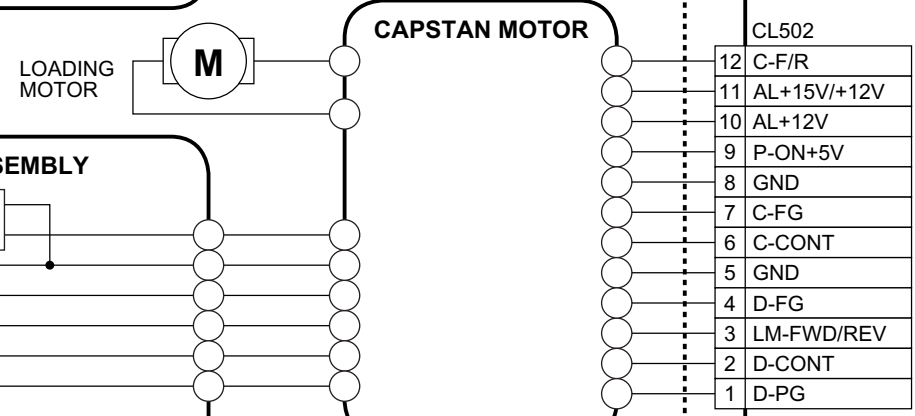 CAPSTAN MOTOR
M
LOADING
MOTOR
SEMBLY
CL502
12 C-F/R
11 AL+15V/+12V
10 AL+12V
9 P-ON+5V
8 GND
7 C-FG
6 C-CONT
5 GND
4 D-FG
3 LM-FWD/REV
2 D-CONT
1 D-PG